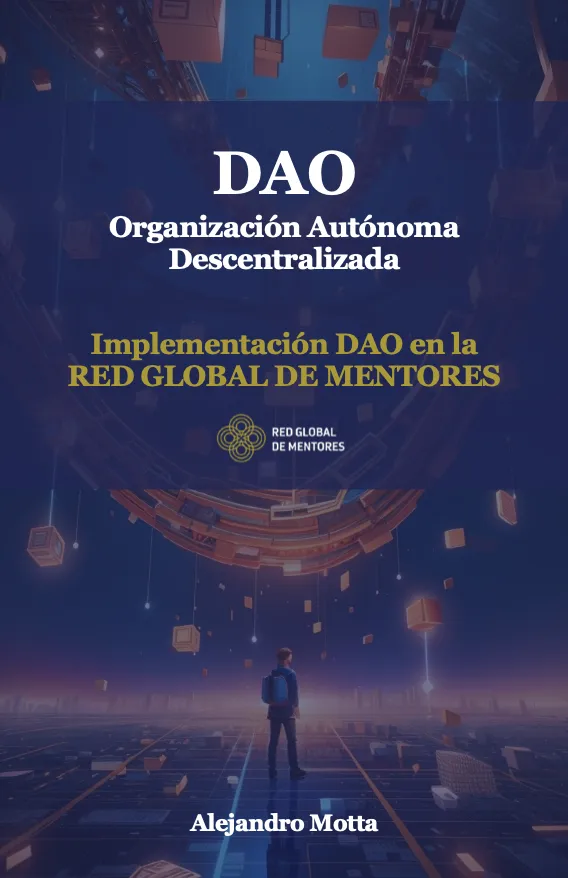 DAO
Organización Autónoma
Descentralizada
Implementación DAO en la
RED GLOBAL DE MENTORES
RED GLOBAL
DE MENTORES
Alejandro Motta